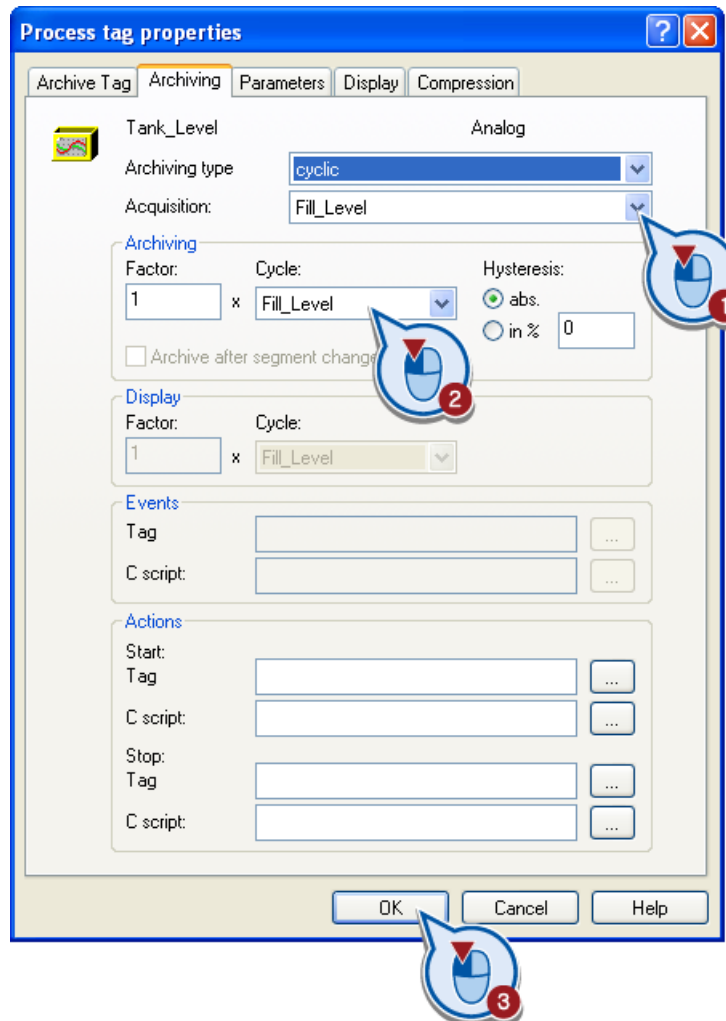 Process tag properties
Archive Tag Archiving Parameters Display Compression
Tank_Level Analog
Archiving type cyclic
Acquisition: Fill_Level
1
Archiving
Factor: Cycle: Hysteresis:
1 x Fill_Level abs.
in % 0
Archive after segment change
2
Display
Factor: Cycle:
1 x Fill_Level
Events
Tag ...
C script: ...
Actions
Start:
Tag ...
C script: ...
Stop:
Tag ...
C script: ...
OK Cancel Help
3